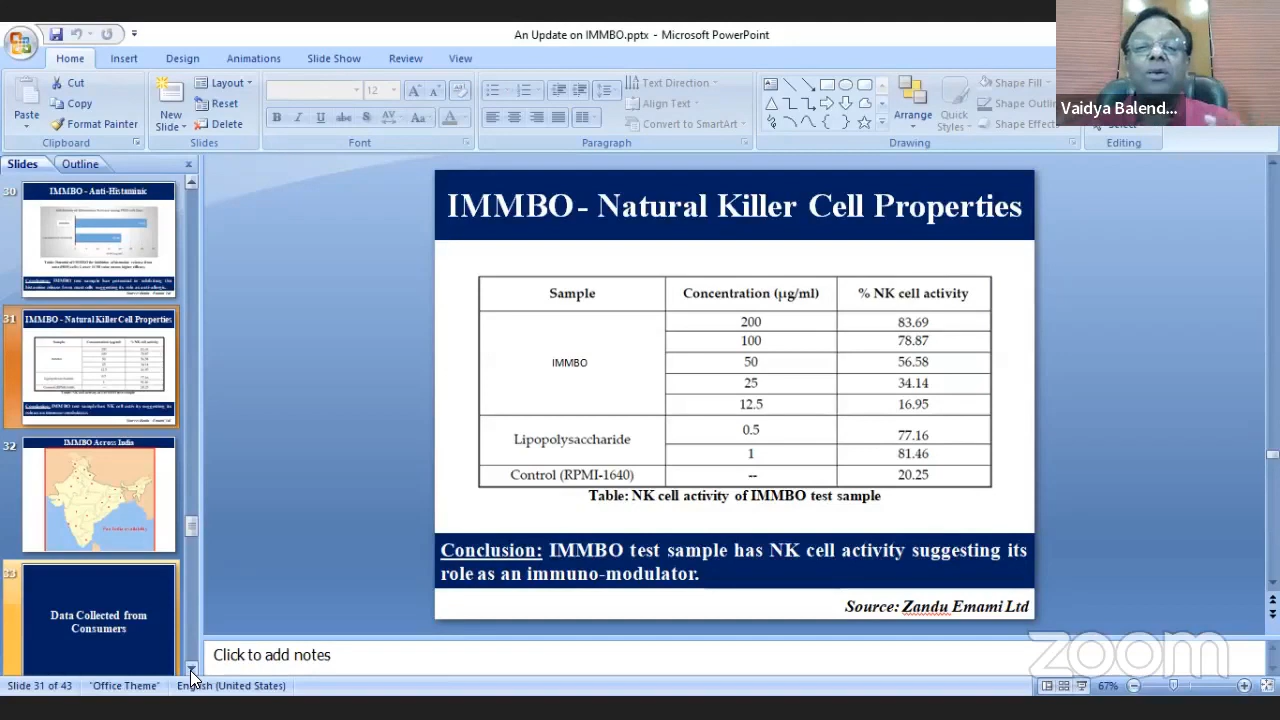 An Update on IMMBO.pptx - Microsoft PowerPoint
Home Insert Design Design Slide Show Review View
Cut
Copy
Format Painter
Paste
Clipboard
New
Slide
Layout
Reset
Delete
Slides
12
Font
Text Direction
Align Text
Convert to SmartArt
Paragraph
Arrange
Quick
Styles
Shape Fill
Shape Outli
Shape Effects
Drawing
Select
Editing
Vaidya Balend...
Slides Outline
30
IMMBO - Anti-Histaminic
31
IMMBO - Natural Killer Cell Properties
32
IMMBO Across India
33
Data Collected from
Consumers
IMMBO - Natural Killer Cell Properties
Sample Concentration (µg/ml) % NK cell activity
IMMBO
200 83.69
100 78.87
50 56.58
25 34.14
12.5 16.95
Lipopolysaccharide
0.5 77.16
1 81.46
Control (RPMI-1640) -- 20.25
Table: NK cell activity of IMMBO test sample
Conclusion: IMMBO test sample has NK cell activity suggesting its
role as an immuno-modulator.
Source: Zandu Emami Ltd
Click to add notes
zoom
Slide 31 of 43 "Office Theme" English (United States) 67%